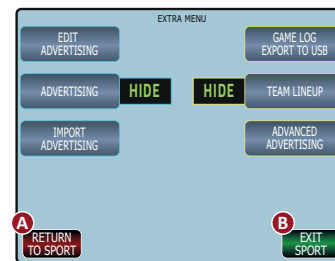 EXTRA MENU
EDIT
ADVERTISING
GAME LOG
EXPORT TO USB
ADVERTISING
HIDE
HIDE
TEAM LINEUP
IMPORT
ADVERTISING
ADVANCED
ADVERTISING
A
RETURN
TO SPORT
B
EXIT
SPORT